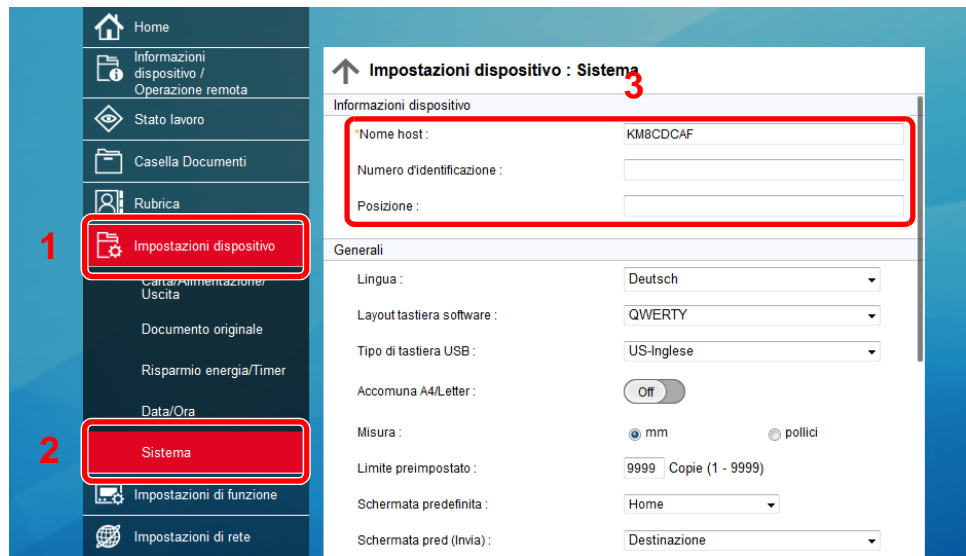 Home
Informazioni
dispositivo /
Operazione remota
Stato lavoro
Casella Documenti
Rubrica
1
Impostazioni dispositivo
Carta/Alimentazione/
Uscita
Documento originale
Risparmio energia/Timer
Data/Ora
2
Sistema
Impostazioni di funzione
Impostazioni di rete
Impostazioni dispositivo : Sistema
3
Informazioni dispositivo
*Nome host : KM8CDCAF
Numero d'identificazione :
Posizione :
Generali
Lingua : Deutsch
Layout tastiera software : QWERTY
Tipo di tastiera USB : US-Inglese
Accomuna A4/Letter : Off
Misura : mm pollici
Limite preimpostato : 9999 Copie (1 - 9999)
Schermata predefinita : Home
Schermata pred (Invia) : Destinazione